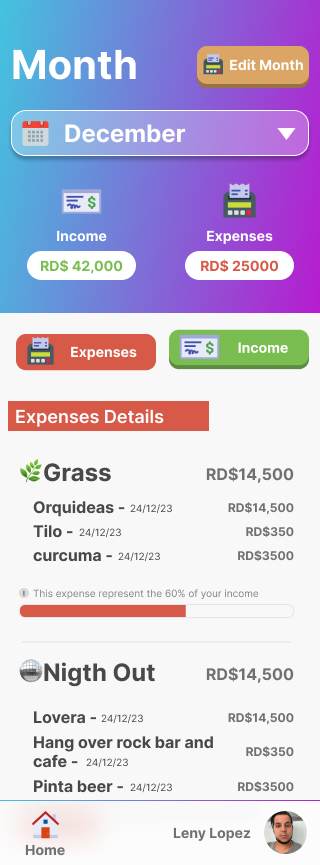 Month
Edit Month
December
Income
Expenses
RD$ 42,000
RD$ 25000
Expenses
Income
Expenses Details
Grass RD$14,500
Orquideas - 24/12/23 RD$14,500
Tilo - 24/12/23 RD$350
curcuma - 24/12/23 RD$3500
This expense represent the 60% of your income
Nigth Out RD$14,500
Lovera - 24/12/23 RD$14,500
Hang over rock bar and
cafe - 24/12/23 RD$350
Pinta beer - 24/12/23 RD$3500
Home
Leny Lopez